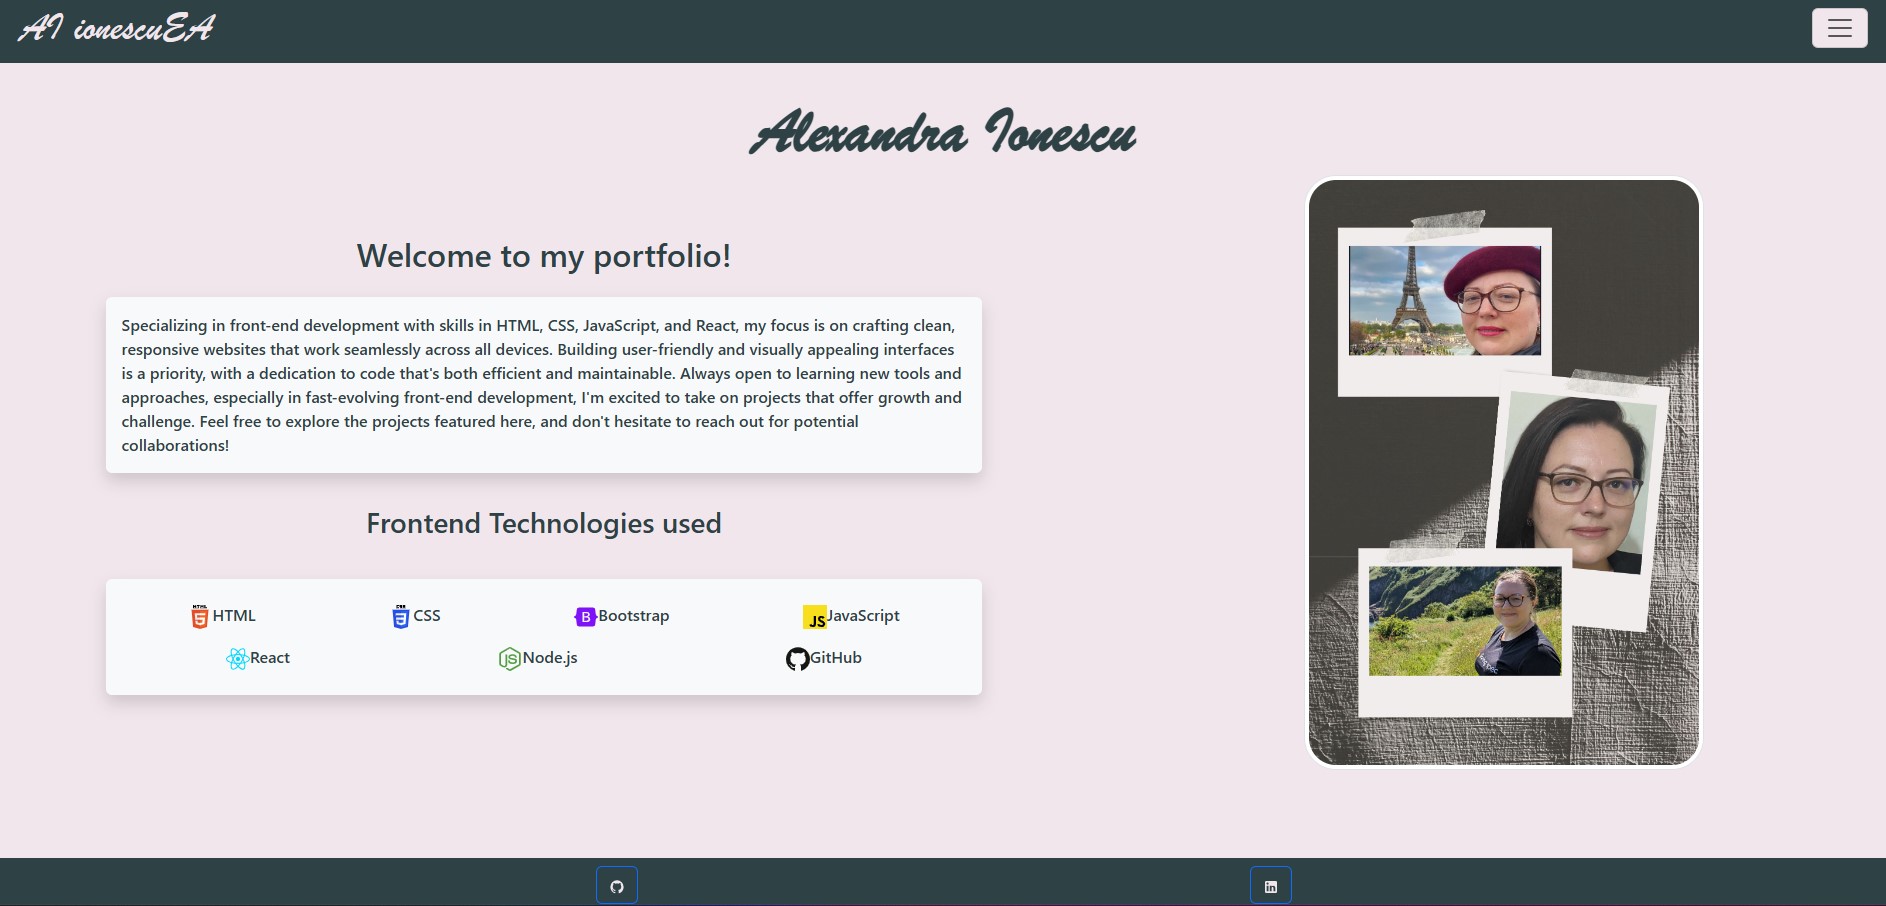 AI ionescuEA
Alexandra Ionescu
Welcome to my portfolio!
Specializing in front-end development with skills in HTML, CSS, JavaScript, and React, my focus is on crafting clean,
responsive websites that work seamlessly across all devices. Building user-friendly and visually appealing interfaces
is a priority, with a dedication to code that's both efficient and maintainable. Always open to learning new tools and
approaches, especially in fast-evolving front-end development, I'm excited to take on projects that offer growth and
challenge. Feel free to explore the projects featured here, and don't hesitate to reach out for potential
collaborations!
Frontend Technologies used
HTML CSS Bootstrap JavaScript
React Node.js GitHub